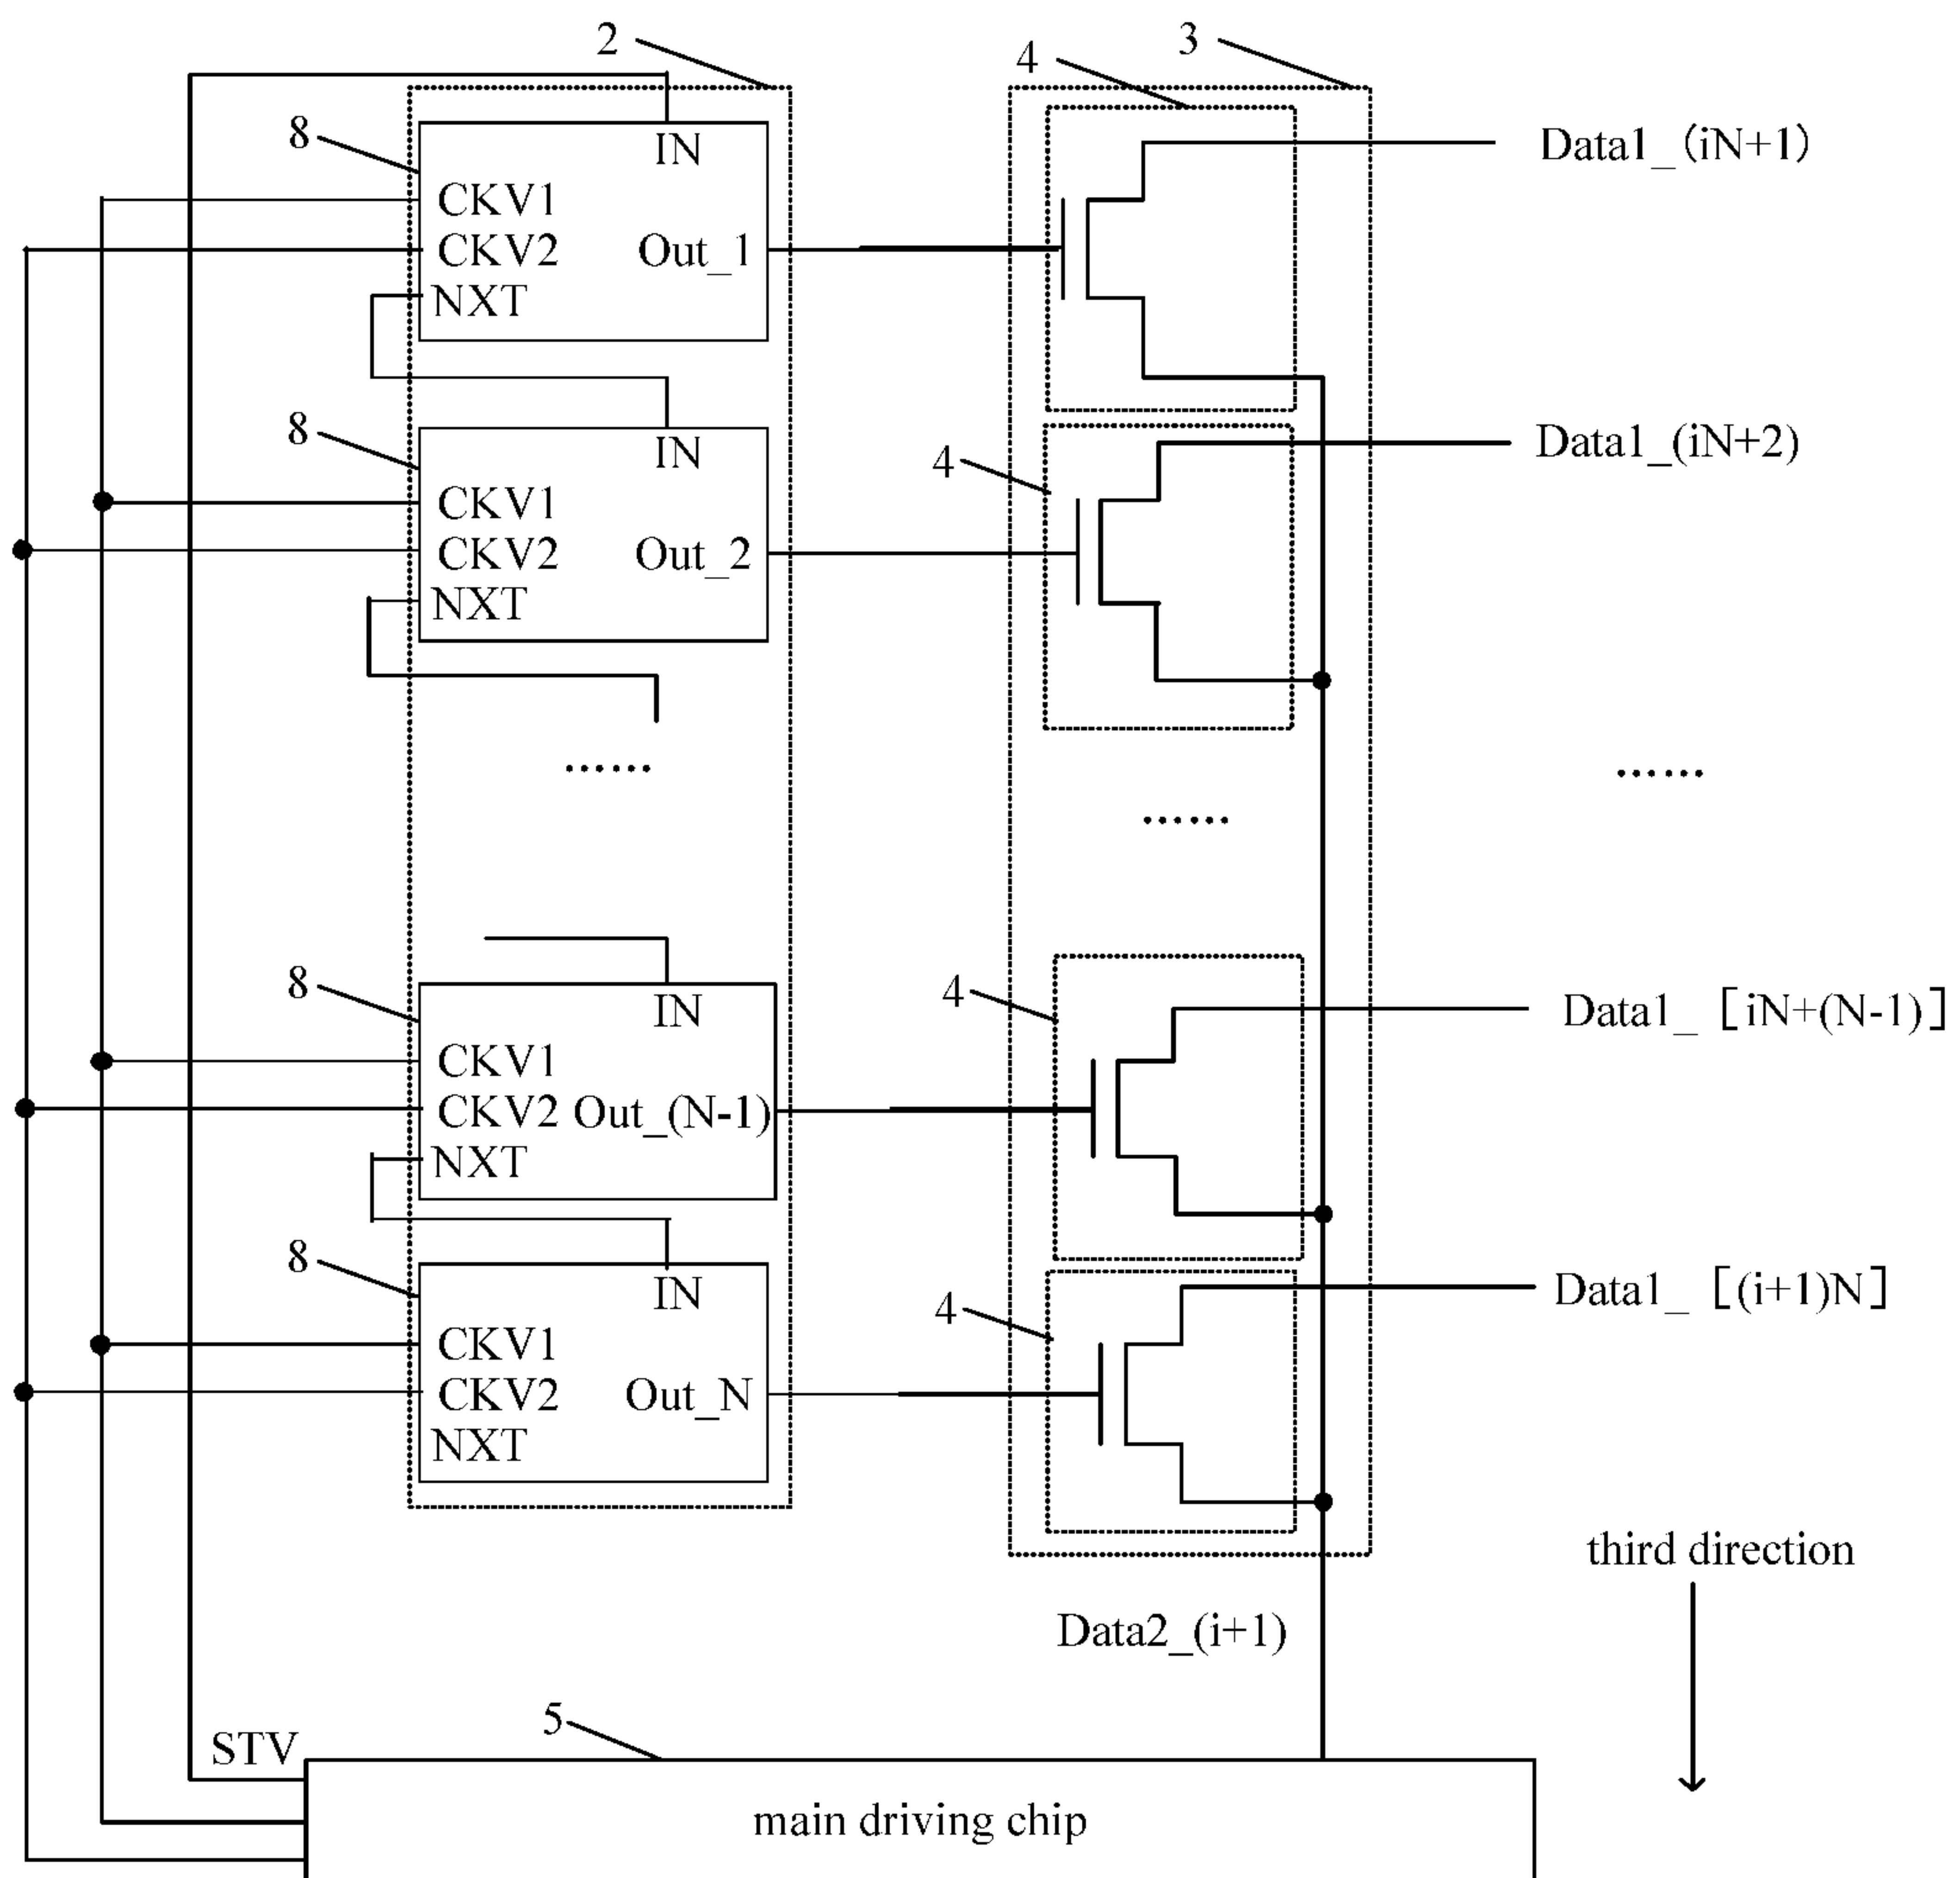 2
4
3
8
IN
CKV1
CKV2
Out_1
NXT
Data1_(iN+1)
8
IN
CKV1
CKV2
Out_2
NXT
4
Data1_(iN+2)
......
......
......
8
IN
CKV1
CKV2
Out_(N-1)
NXT
4
Data1_[iN+(N-1)]
8
IN
CKV1
CKV2
Out_N
NXT
4
Data1_[(i+1)N]
third direction
Data2_(i+1)
STV
5
main driving chip